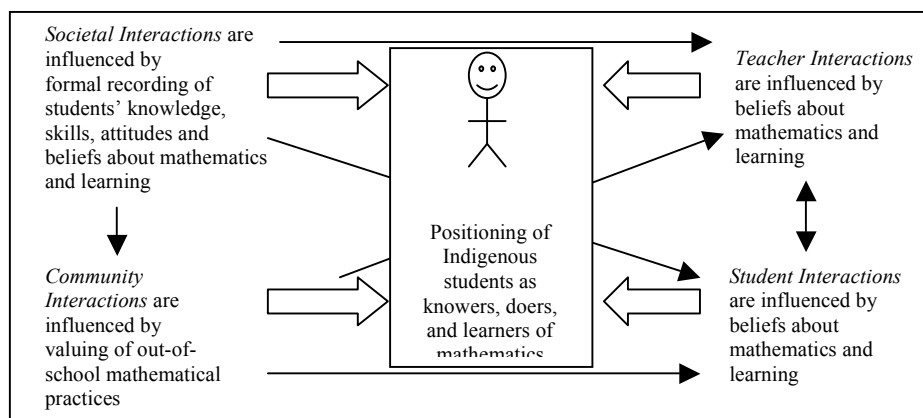 Societal Interactions are
influenced by
formal recording of
students' knowledge,
skills, attitudes and
beliefs about mathematics
and learning
Teacher Interactions
are influenced by
beliefs about
mathematics and
learning
Positioning of
Indigenous
students as
knowers, doers,
and learners of
mathematics
Community
Interactions are
influenced by
valuing of out-of-
school mathematical
practices
Student Interactions
are influenced by
beliefs about
mathematics and
learning